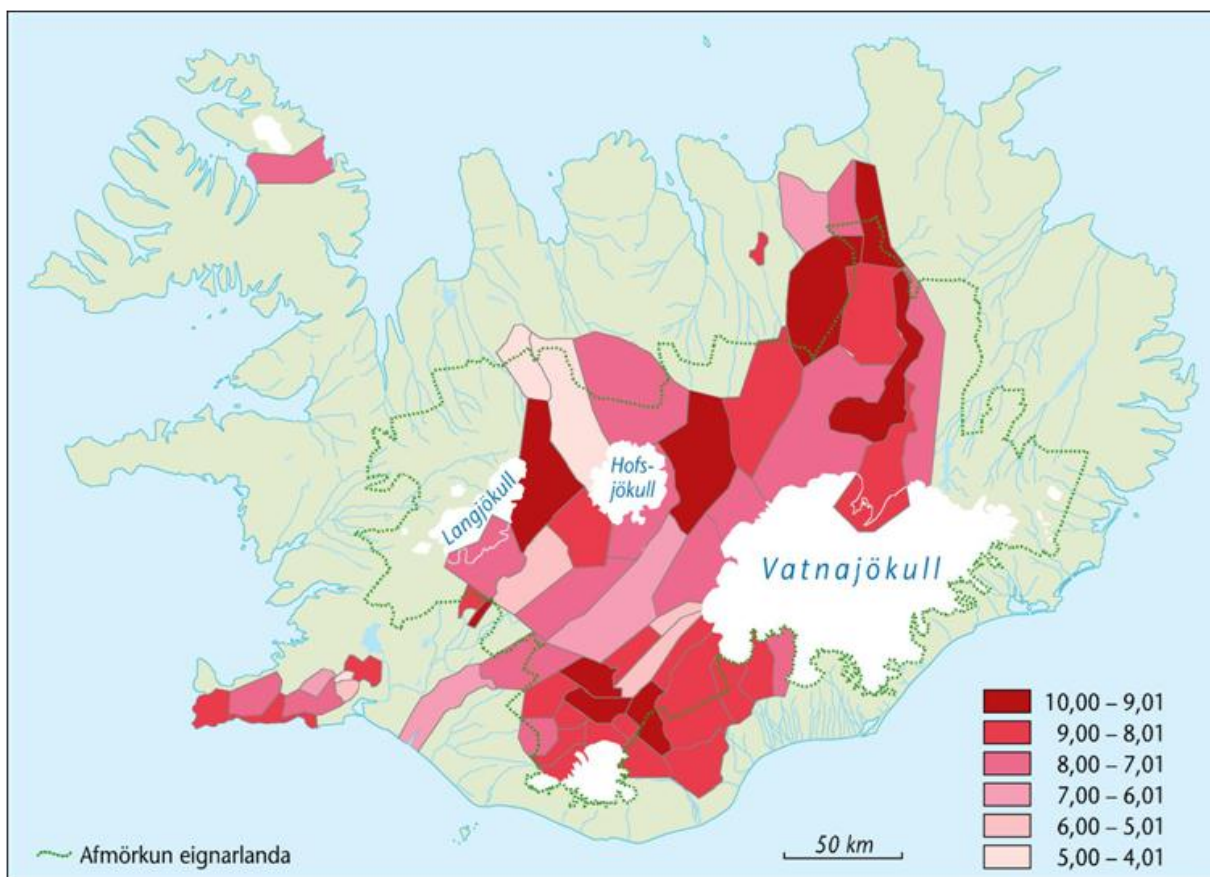 Langjökull
Hofs-
jökull
Vatnajökull
10,00 – 9,01
9,00 – 8,01
8,00 – 7,01
7,00 – 6,01
6,00 – 5,01
5,00 – 4,01
Afmörkun eignarlanda
50 km